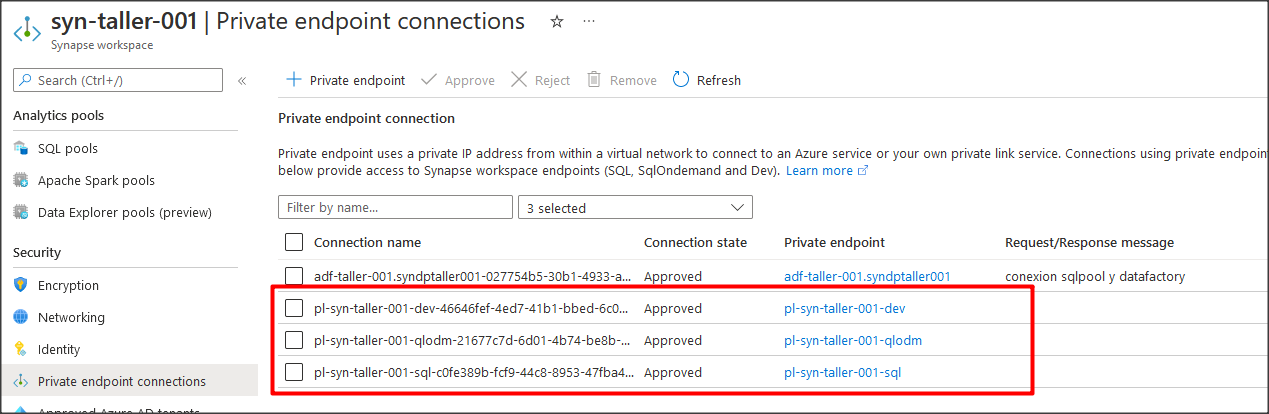 syn-taller-001 | Private endpoint connections ☆ ...
Synapse workspace
Search (Ctrl+/) «
Analytics pools
SQL pools
Apache Spark pools
Data Explorer pools (preview)
Security
Encryption
Networking
Identity
Private endpoint connections
Approved Azure AD tenants
+ Private endpoint Approve Reject Remove Refresh
Private endpoint connection
Private endpoint uses a private IP address from within a virtual network to connect to an Azure service or your own private link service. Connections using private endpoint
below provide access to Synapse workspace endpoints (SQL, SqlOndemand and Dev). Learn more
Filter by name... 3 selected
Connection name Connection state Private endpoint Request/Response message
adf-taller-001.syndptaller001-027754b5-30b1-4933-a... Approved adf-taller-001.syndptaller001 conexion sqlpool y datafactory
pl-syn-taller-001-dev-46646fef-4ed7-41b1-bbed-6c0... Approved pl-syn-taller-001-dev
pl-syn-taller-001-qlodm-21677c7d-6d01-4b74-be8b-... Approved pl-syn-taller-001-qlodm
pl-syn-taller-001-sql-c0fe389b-fcf9-44c8-8953-47fba4... Approved pl-syn-taller-001-sql